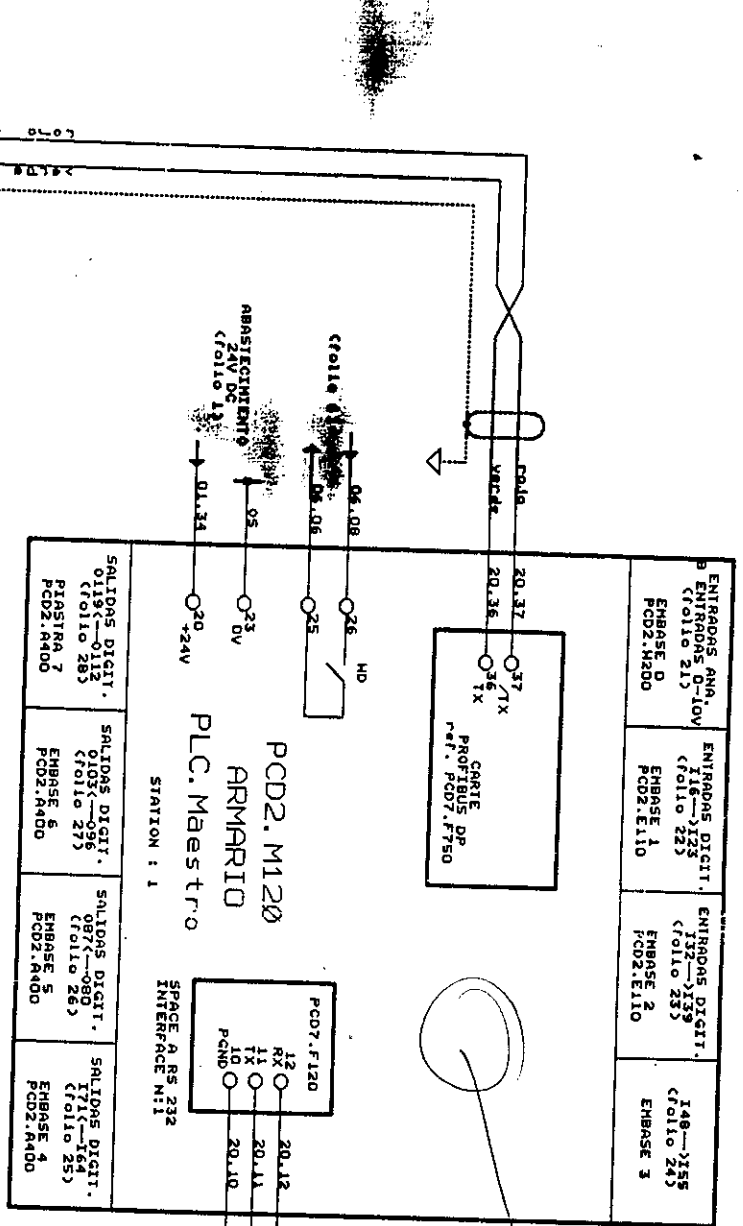 ENTRADAS ANA.
8 ENTRADAS 0-10V
(folio 21)
EMBASE 0
PCD2.W200
ENTRADAS DIGIT.
I16-->I23
(folio 22)
EMBASE 1
PCD2.E110
ENTRADAS DIGIT.
I32-->I39
(folio 23)
EMBASE 2
PCD2.E110
I48-->I55
(folio 24)
EMBASE 3
rojo
verde
rojo
verde
20.37
20.36
37
/TX
36
TX
CARTE
PROFIBUS DP
ref. PCD7.F750
06.08
06.06
26
25
WD
ABASTECIMIENTO
24V DC
(folio 1)
05
01.34
23
0V
20
+24V
PCD2.M120
ARMARIO
PLC.Maestro
STATION : 1
PCD7.F120
12
RX
11
TX
10
PGND
20.12
20.11
20.10
SPACE A RS 232
INTERFACE N:1
SALIDAS DIGIT.
O119<--O112
(folio 28)
PIASTRA 7
PCD2.A400
SALIDAS DIGIT.
O103<--O96
(folio 27)
EMBASE 6
PCD2.A400
SALIDAS DIGIT.
O87<--O80
(folio 26)
EMBASE 5
PCD2.A400
SALIDAS DIGIT.
I71<--I64
(folio 25)
EMBASE 4
PCD2.A400